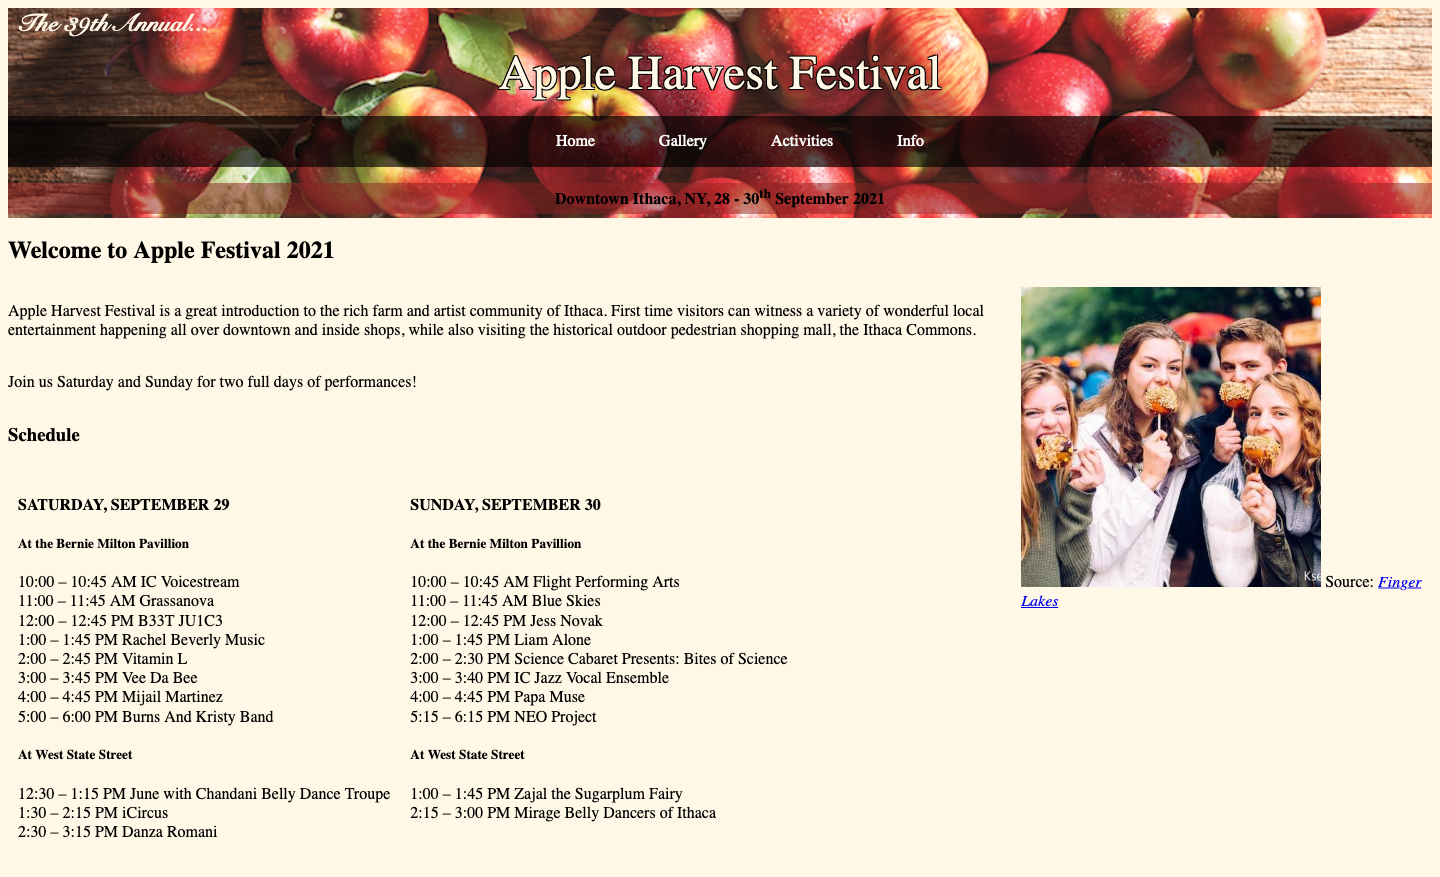 The 39th Annual...
Apple Harvest Festival
Home Gallery Activities Info
Downtown Ithaca, NY, 28 - 30th September 2021
Welcome to Apple Festival 2021
Apple Harvest Festival is a great introduction to the rich farm and artist community of Ithaca. First time visitors can witness a variety of wonderful local
entertainment happening all over downtown and inside shops, while also visiting the historical outdoor pedestrian shopping mall, the Ithaca Commons.
Join us Saturday and Sunday for two full days of performances!
Schedule
SATURDAY, SEPTEMBER 29
At the Bernie Milton Pavillion
10:00 – 10:45 AM IC Voicestream
11:00 – 11:45 AM Grassanova
12:00 – 12:45 PM B33T JU1C3
1:00 – 1:45 PM Rachel Beverly Music
2:00 – 2:45 PM Vitamin L
3:00 – 3:45 PM Vee Da Bee
4:00 – 4:45 PM Mijail Martinez
5:00 – 6:00 PM Burns And Kristy Band
At West State Street
12:30 – 1:15 PM June with Chandani Belly Dance Troupe
1:30 – 2:15 PM iCircus
2:30 – 3:15 PM Danza Romani
SUNDAY, SEPTEMBER 30
At the Bernie Milton Pavillion
10:00 – 10:45 AM Flight Performing Arts
11:00 – 11:45 AM Blue Skies
12:00 – 12:45 PM Jess Novak
1:00 – 1:45 PM Liam Alone
2:00 – 2:30 PM Science Cabaret Presents: Bites of Science
3:00 – 3:40 PM IC Jazz Vocal Ensemble
4:00 – 4:45 PM Papa Muse
5:15 – 6:15 PM NEO Project
At West State Street
1:00 – 1:45 PM Zajal the Sugarplum Fairy
2:15 – 3:00 PM Mirage Belly Dancers of Ithaca
Source: Finger
Lakes